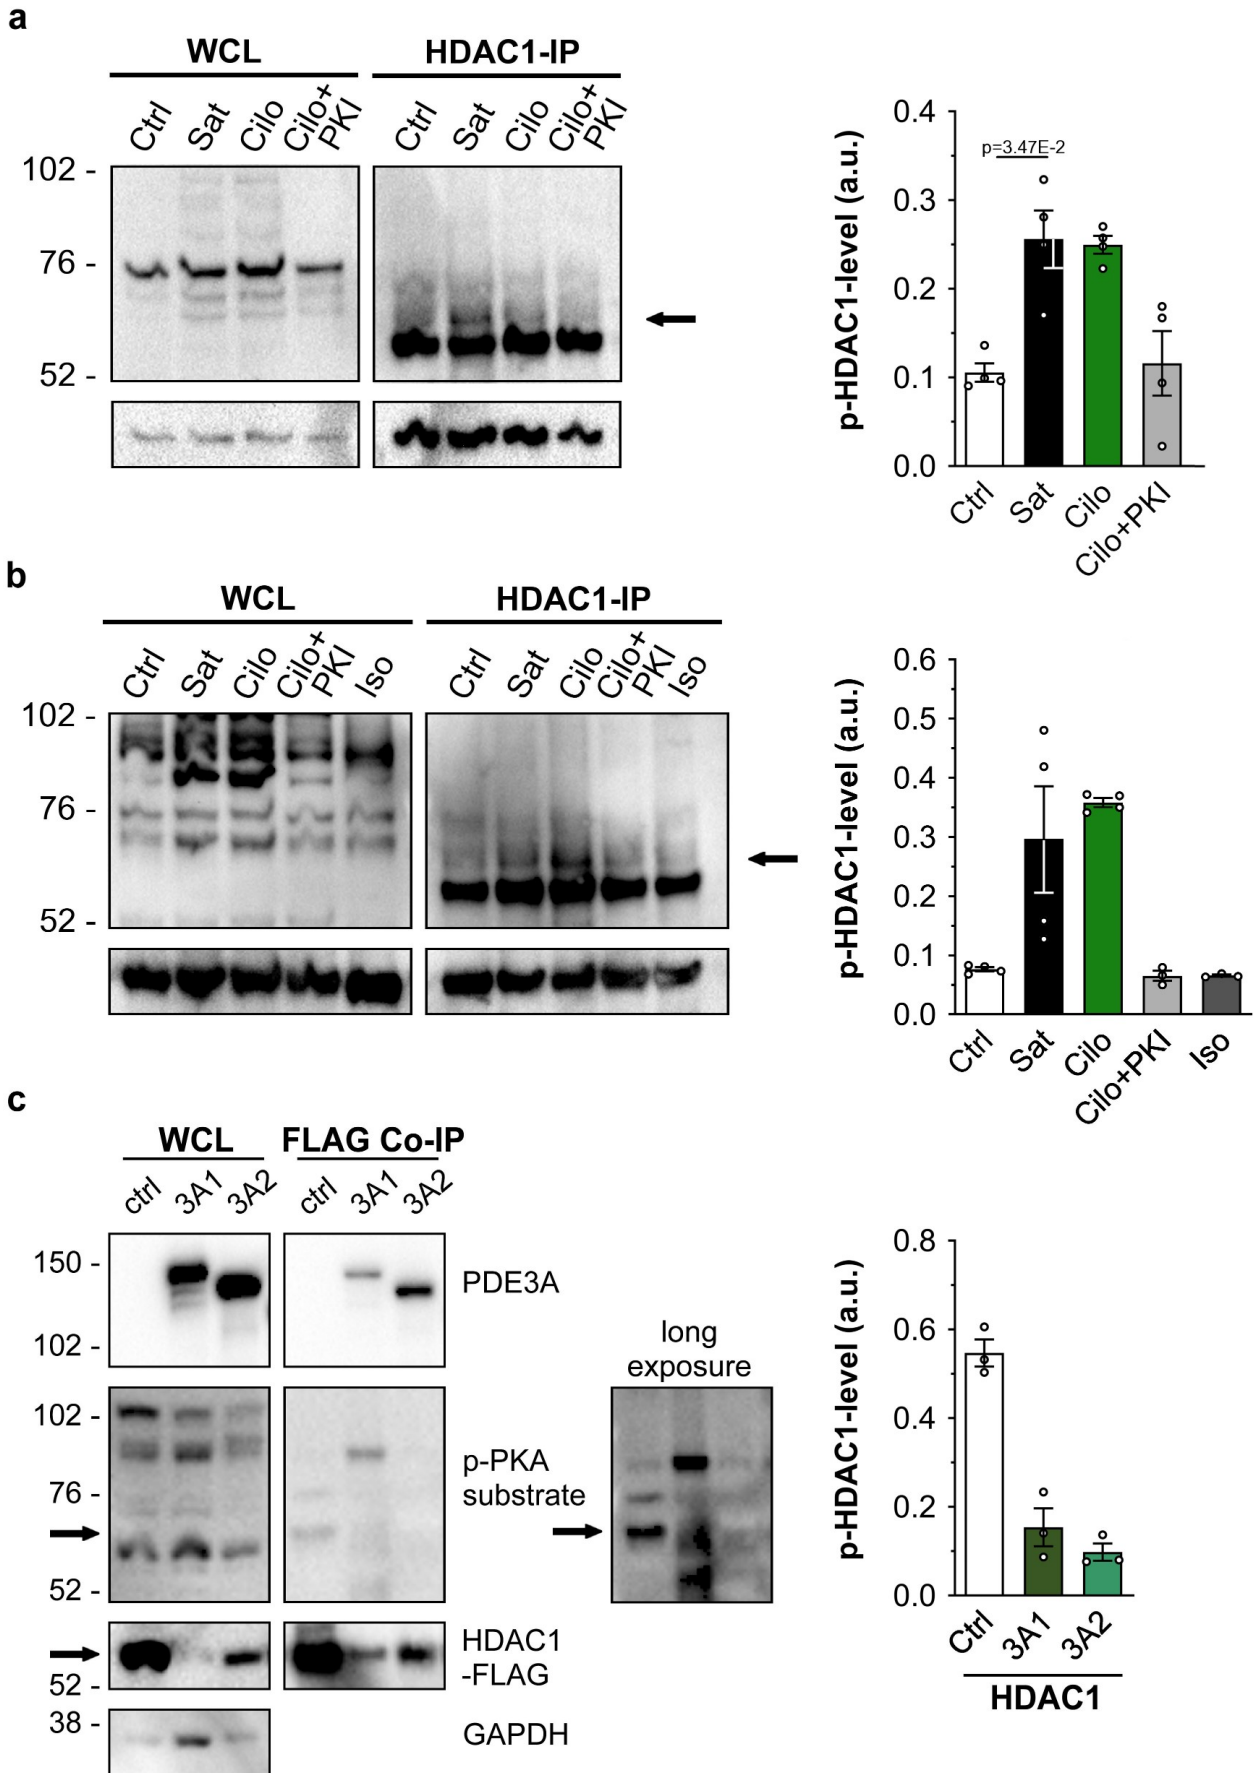 a
WCL
HDAC1-IP
Ctrl
Sat
Cilo
Cilo+
PKI
Ctrl
Sat
Cilo
Cilo+
PKI
102 -
76 -
52 -
p-HDAC1-level (a.u.)
0.4
0.3
0.2
0.1
0.0
p=3.47E-2
Ctrl
Sat
Cilo
Cilo+PKI
b
WCL
HDAC1-IP
Ctrl
Sat
Cilo
Cilo+
PKI
Iso
Ctrl
Sat
Cilo
Cilo+
PKI
Iso
102 -
76 -
52 -
p-HDAC1-level (a.u.)
0.6
0.5
0.4
0.3
0.2
0.1
0.0
Ctrl
Sat
Cilo
Cilo+PKI
Iso
c
WCL
FLAG Co-IP
ctrl
3A1
3A2
ctrl
3A1
3A2
150 -
102 -
PDE3A
102 -
76 -
52 -
p-PKA
substrate
long
exposure
HDAC1
-FLAG
52 -
38 -
GAPDH
p-HDAC1-level (a.u.)
0.8
0.6
0.4
0.2
0.0
Ctrl
3A1
3A2
HDAC1